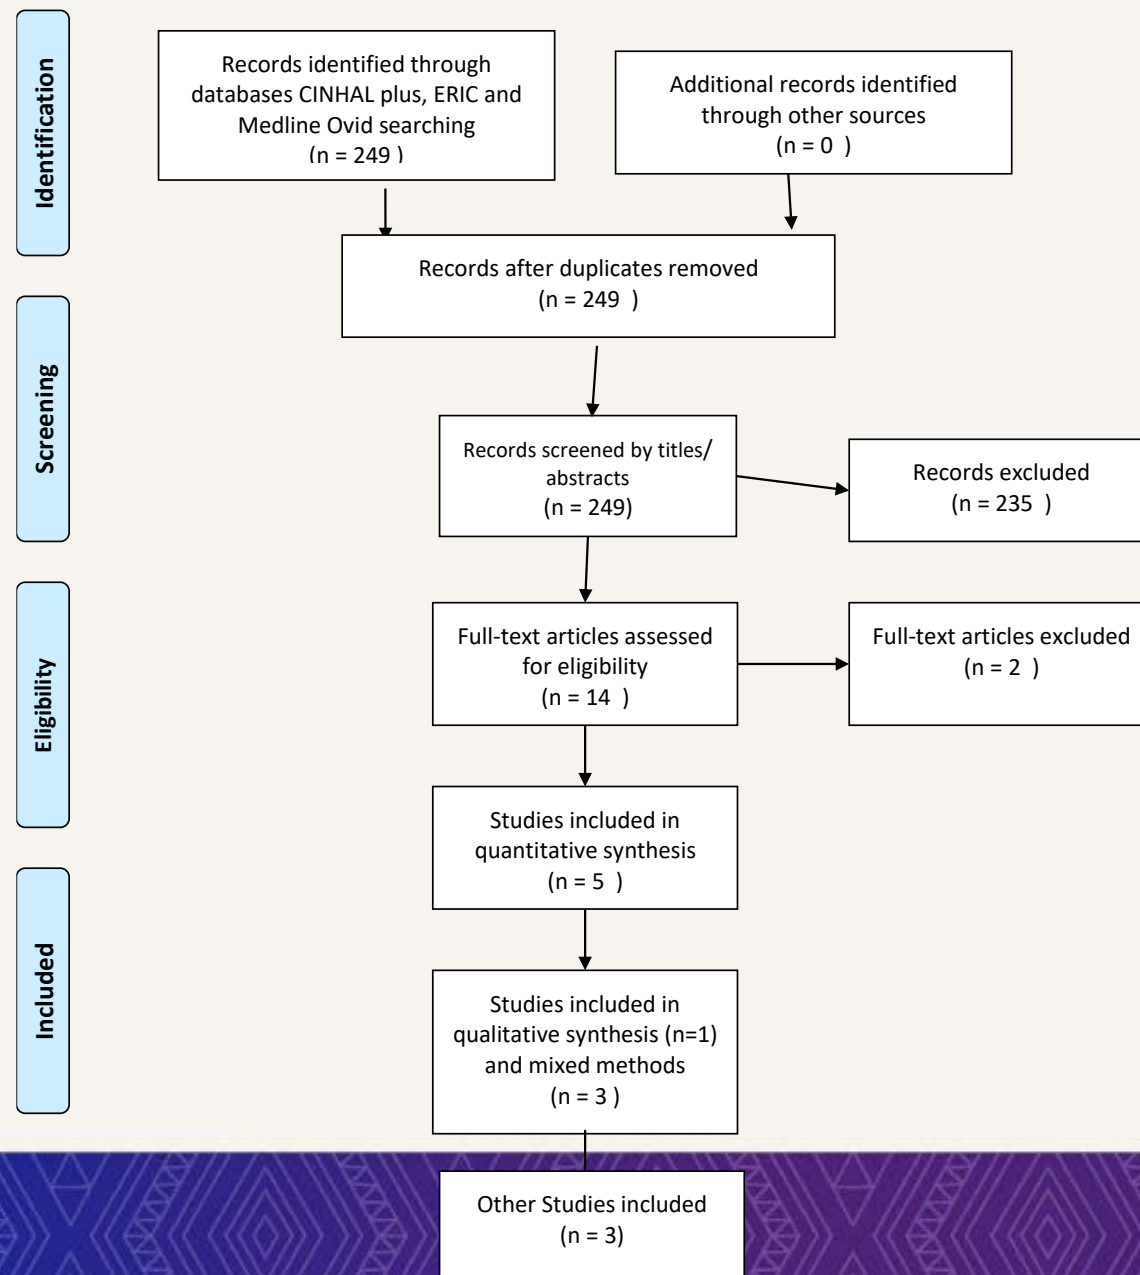 Identification
Records identified through
databases CINHAL plus, ERIC and
Medline Ovid searching
(n = 249 )
Additional records identified
through other sources
(n = 0 )
Records after duplicates removed
(n = 249 )
Screening
Records screened by titles/
abstracts
(n = 249)
Records excluded
(n = 235 )
Eligibility
Full-text articles assessed
for eligibility
(n = 14 )
Full-text articles excluded
(n = 2 )
Studies included in
quantitative synthesis
(n = 5 )
Included
Studies included in
qualitative synthesis (n=1)
and mixed methods
(n = 3 )
Other Studies included
(n = 3)